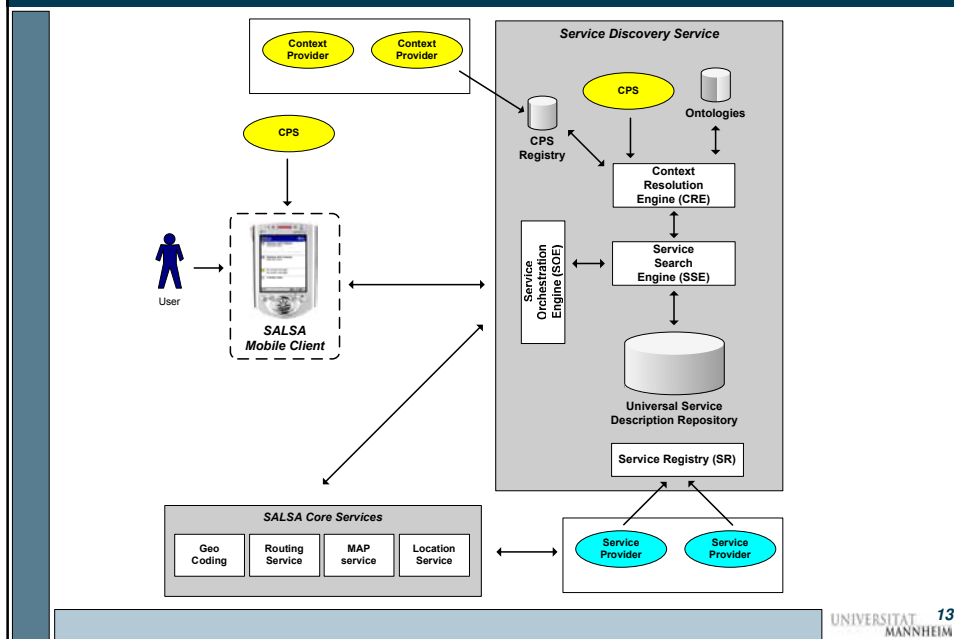 Service Discovery Service
Context
Provider
Context
Provider
CPS
CPS
Ontologies
CPS
Registry
Context
Resolution
Engine (CRE)
Service
Orchestration
Engine (SOE)
Service
Search
Engine (SSE)
User
SALSA
Mobile Client
Universal Service
Description Repository
Service Registry (SR)
SALSA Core Services
Geo
Coding
Routing
Service
MAP
service
Location
Service
Service
Provider
Service
Provider
UNIVERSITAT
MANNHEIM
13